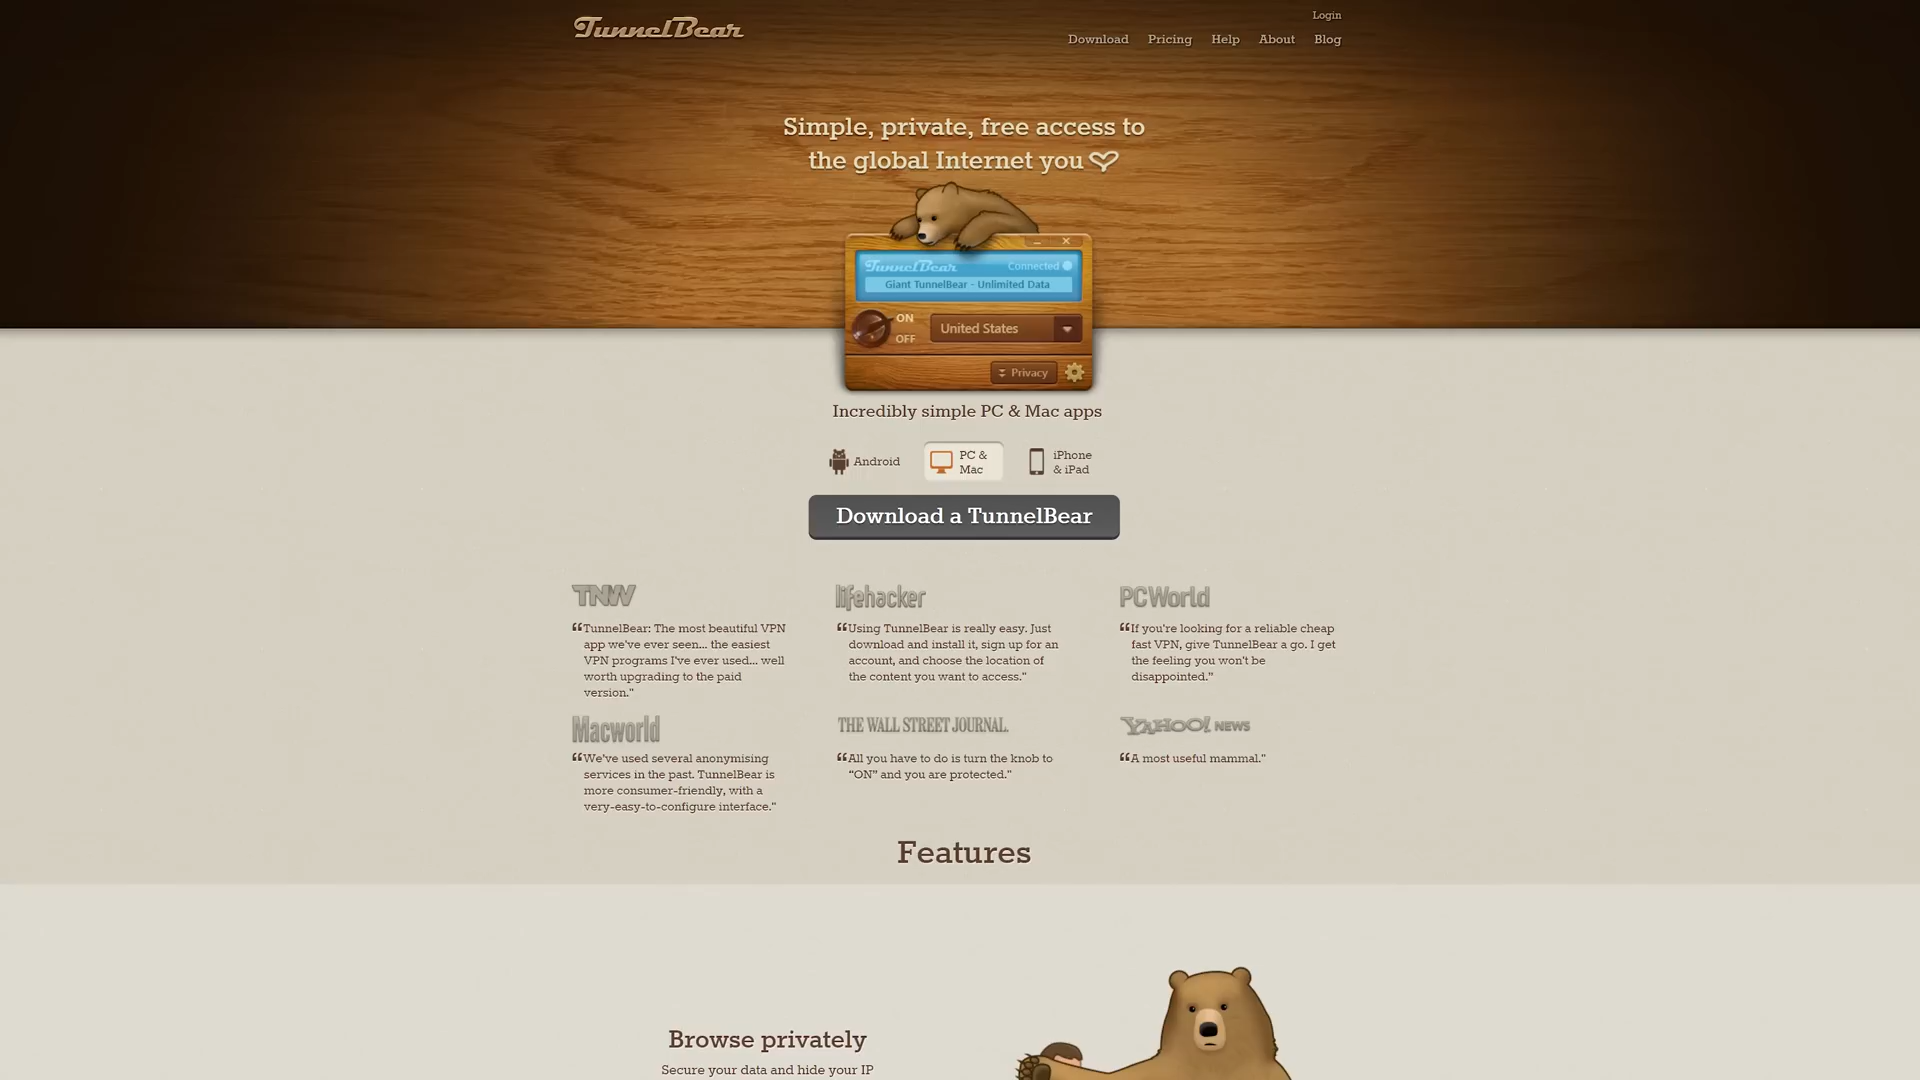 TunnelBear
Login
Download Pricing Help About Blog
Simple, private, free access to
the global Internet you
TunnelBear Connected
Giant TunnelBear - Unlimited Data
ON
OFF
United States
Privacy
Incredibly simple PC & Mac apps
Android
PC &
Mac
iPhone
& iPad
Download a TunnelBear
TNW
“TunnelBear: The most beautiful VPN
app we've ever seen... the easiest
VPN programs I've ever used... well
worth upgrading to the paid
version."
lifehacker
“Using TunnelBear is really easy. Just
download and install it, sign up for an
account, and choose the location of
the content you want to access."
PCWorld
“If you're looking for a reliable cheap
fast VPN, give TunnelBear a go. I get
the feeling you won't be
disappointed.”
Macworld
“We've used several anonymising
services in the past. TunnelBear is
more consumer-friendly, with a
very-easy-to-configure interface."
THE WALL STREET JOURNAL.
“All you have to do is turn the knob to
“ON” and you are protected."
YAHOO! NEWS
“A most useful mammal."
Features
Browse privately
Secure your data and hide your IP